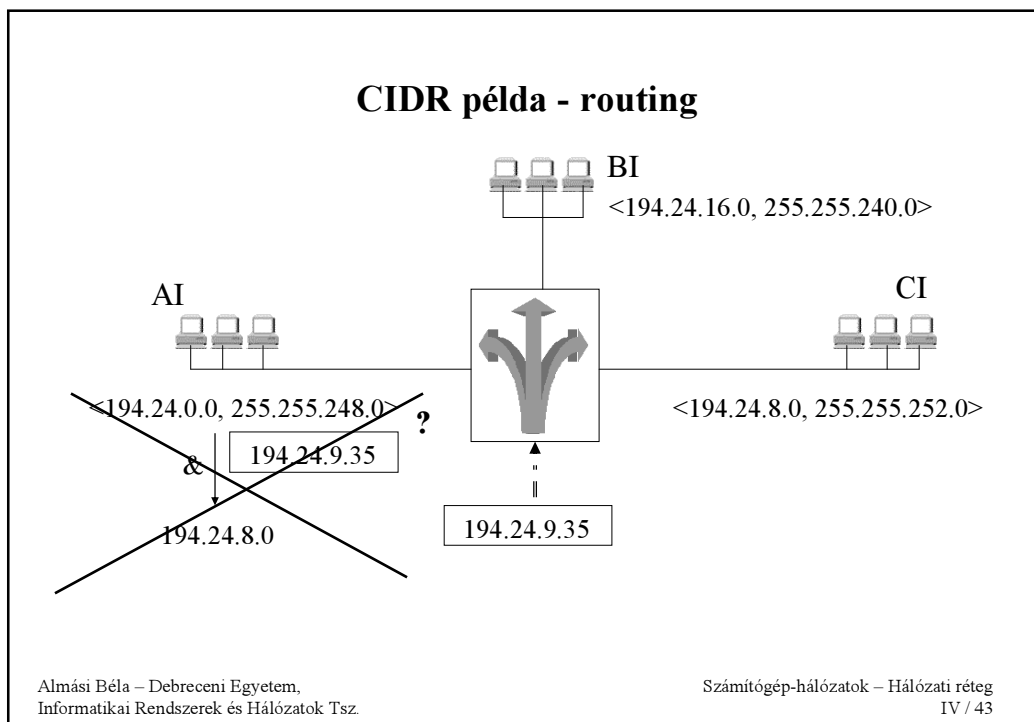 CIDR példa - routing
BI
<194.24.16.0, 255.255.240.0>
AI
CI
<194.24.0.0, 255.255.248.0>
?
<194.24.8.0, 255.255.252.0>
& 194.24.9.35
194.24.8.0
194.24.9.35
Almási Béla – Debreceni Egyetem,
Informatikai Rendszerek és Hálózatok Tsz.
Számítógép-hálózatok – Hálózati réteg
IV / 43